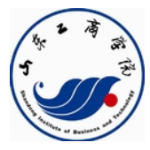 山东工商学院
Shandong Institute of Business and Technology